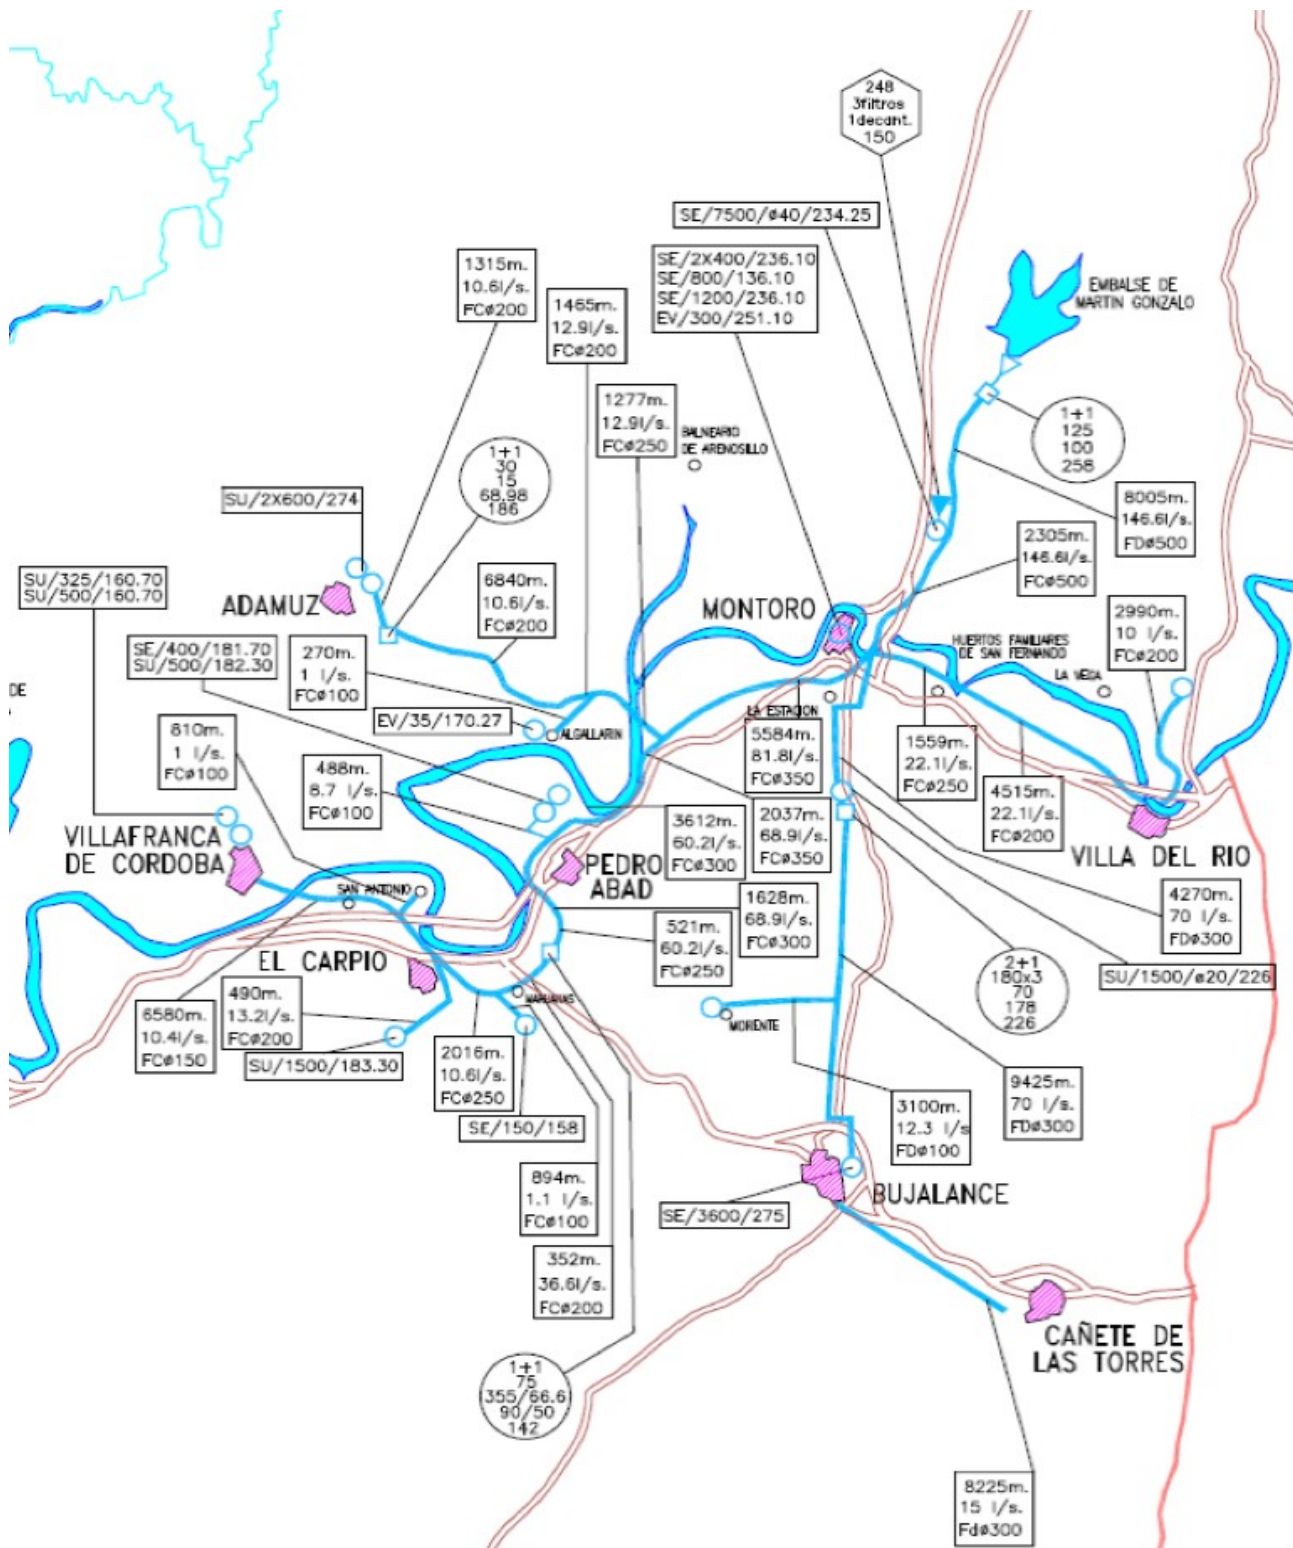 248
3filtros
1decant.
150
SE/7500/ø40/234.25
SE/2X400/236.10
SE/800/136.10
SE/1200/236.10
EV/300/251.10
1315m.
10.6l/s.
FCø200
1465m.
12.9l/s.
FCø200
EMBALSE DE
MARTIN GONZALO
1277m.
12.9l/s.
FCø250
BALNEARIO
DE ARENOSILLO
1+1
125
100
258
1+1
30
15
68.98
186
SU/2X600/274
8005m.
146.6l/s.
FDø500
2305m.
146.6l/s.
FCø500
SU/325/160.70
SU/500/160.70
ADAMUZ
6840m.
10.6l/s.
FCø200
MONTORO
2990m.
10 l/s.
FCø200
SE/400/181.70
SU/500/182.30
270m.
1 l/s.
FCø100
HUERTOS FAMILIARES
DE SAN FERNANDO
LA VEGA
DE
EV/35/170.27
ALGALLARIN
LA ESTACION
810m.
1 l/s.
FCø100
5584m.
81.8l/s.
FCø350
1559m.
22.1l/s.
FCø250
488m.
8.7 l/s.
FCø100
4515m.
22.1l/s.
FCø200
3612m.
60.2l/s.
FCø300
2037m.
68.9l/s.
FCø350
VILLAFRANCA
DE CORDOBA
PEDRO
ABAD
VILLA DEL RIO
SAN ANTONIO
1628m.
68.9l/s.
FCø300
4270m.
70 l/s.
FDø300
521m.
60.2l/s.
FCø250
EL CARPIO
2+1
180x3
70
178
226
SU/1500/ø20/226
490m.
13.2l/s.
FCø200
6580m.
10.4l/s.
FCø150
MARUANAS
MORENTE
SU/1500/183.30
2016m.
10.6l/s.
FCø250
9425m.
70 l/s.
FDø300
3100m.
12.3 l/s
FDø100
SE/150/158
894m.
1.1 l/s.
FCø100
BUJALANCE
SE/3600/275
352m.
36.6l/s.
FCø200
CAÑETE DE
LAS TORRES
1+1
75
355/66.6
90/50
142
8225m.
15 l/s.
Fdø300